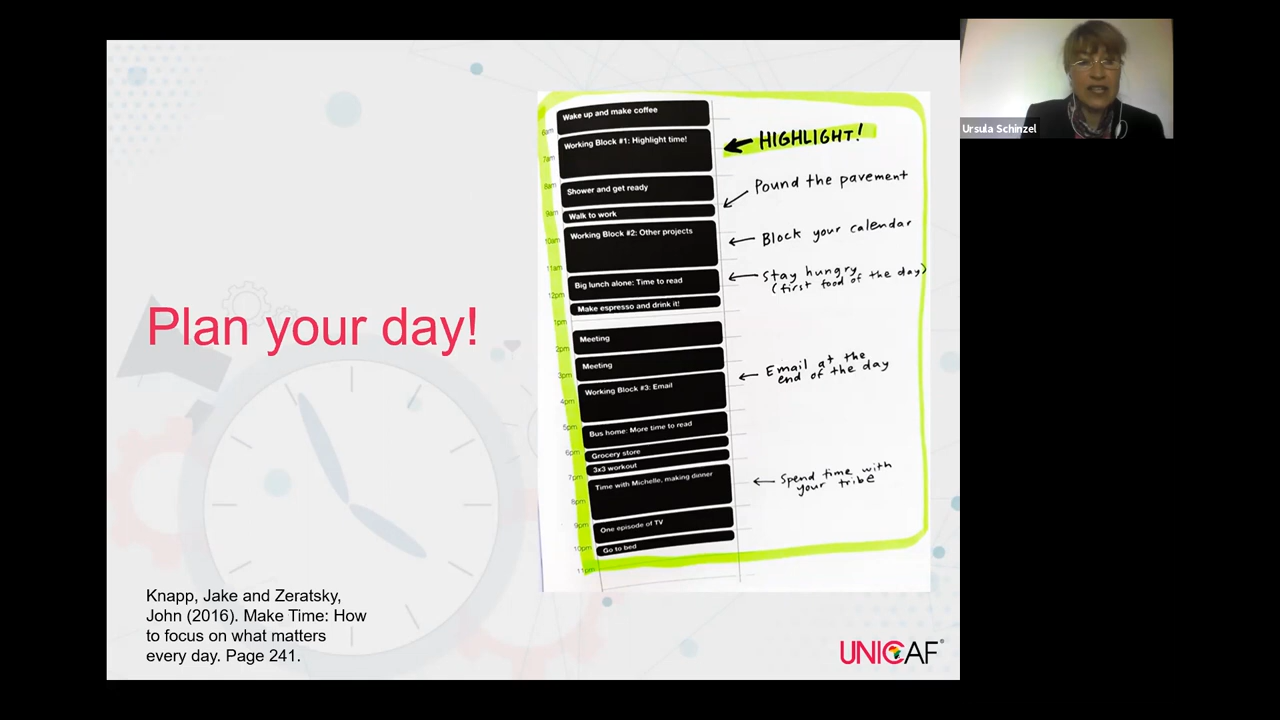 Ursula Schinzel
Plan your day!
Wake up and make coffee
6am
Working Block #1: Highlight time!
7am
8am
Shower and get ready
9am
Walk to work
Working Block #2: Other projects
10am
11am
Big lunch alone: Time to read
12pm
Make espresso and drink it!
1pm
Meeting
2pm
Meeting
3pm
Working Block #3: Email
4pm
5pm
Bus home: More time to read
6pm
Grocery store
3x3 workout
7pm
Time with Michelle, making dinner
8pm
9pm
One episode of TV
10pm
Go to bed
11pm
HIGHLIGHT!
Pound the pavement
Block your calendar
Stay hungry
(first food of the day)
Email at the
end of the day
Spend time with
your tribe
Knapp, Jake and Zeratsky,
John (2016). Make Time: How
to focus on what matters
every day. Page 241.
UNICAF®